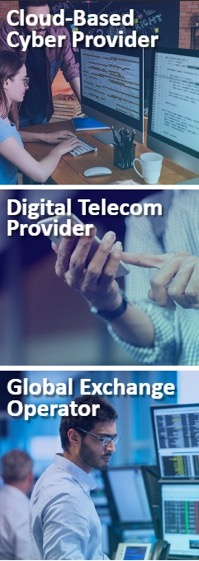 Cloud-Based
Cyber Provider
Digital Telecom
Provider
Global Exchange
Operator